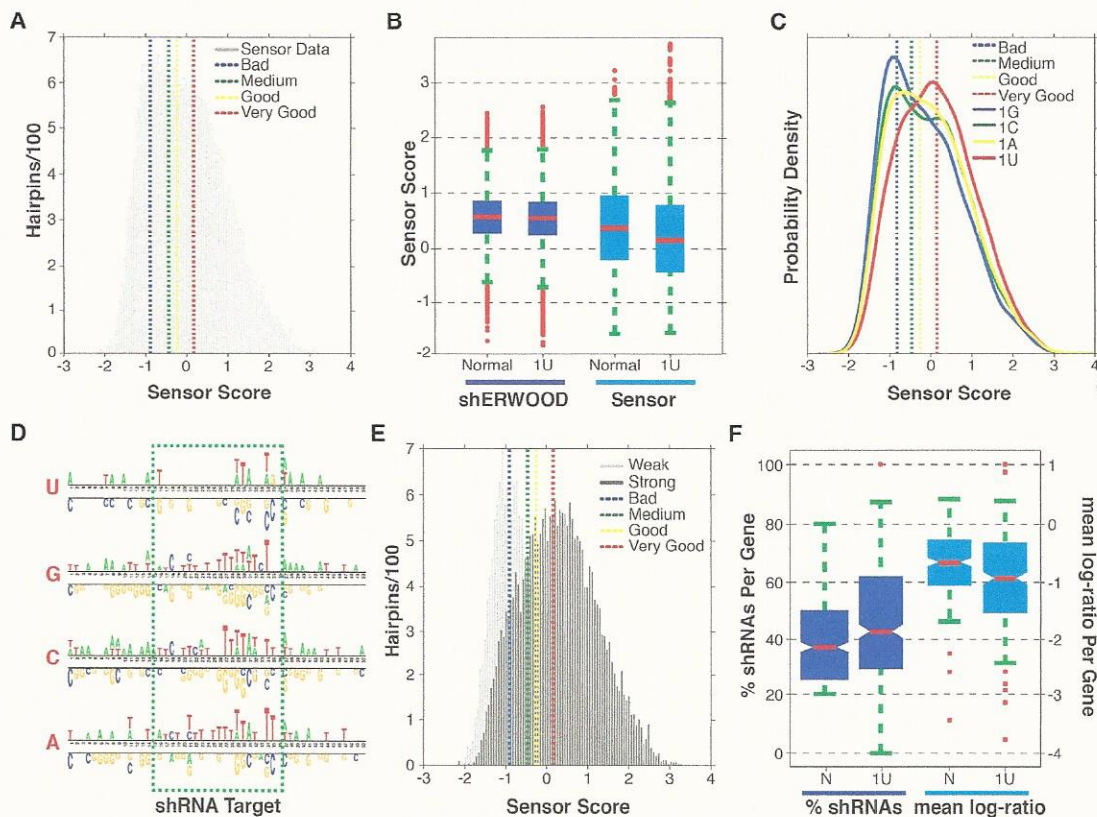 A
7
6
5
4
3
2
1
0
Hairpins/100
-3 -2 -1 0 1 2 3 4
Sensor Score
Sensor Data
Bad
Medium
Good
Very Good
B
3
2
1
0
-1
-2
Sensor Score
Normal 1U Normal 1U
shERWOOD Sensor
C
Probability Density
Bad
Medium
Good
Very Good
1G
1C
1A
1U
-3 -2 -1 0 1 2 3 4
Sensor Score
D
U
G
C
A
shRNA Target
E
7
6
5
4
3
2
1
0
Hairpins/100
Weak
Strong
Bad
Medium
Good
Very Good
-3 -2 -1 0 1 2 3 4
Sensor Score
F
100
80
60
40
20
0
% shRNAs Per Gene
1
0
-1
-2
-3
-4
mean log-ratio Per Gene
N 1U N 1U
% shRNAs mean log-ratio